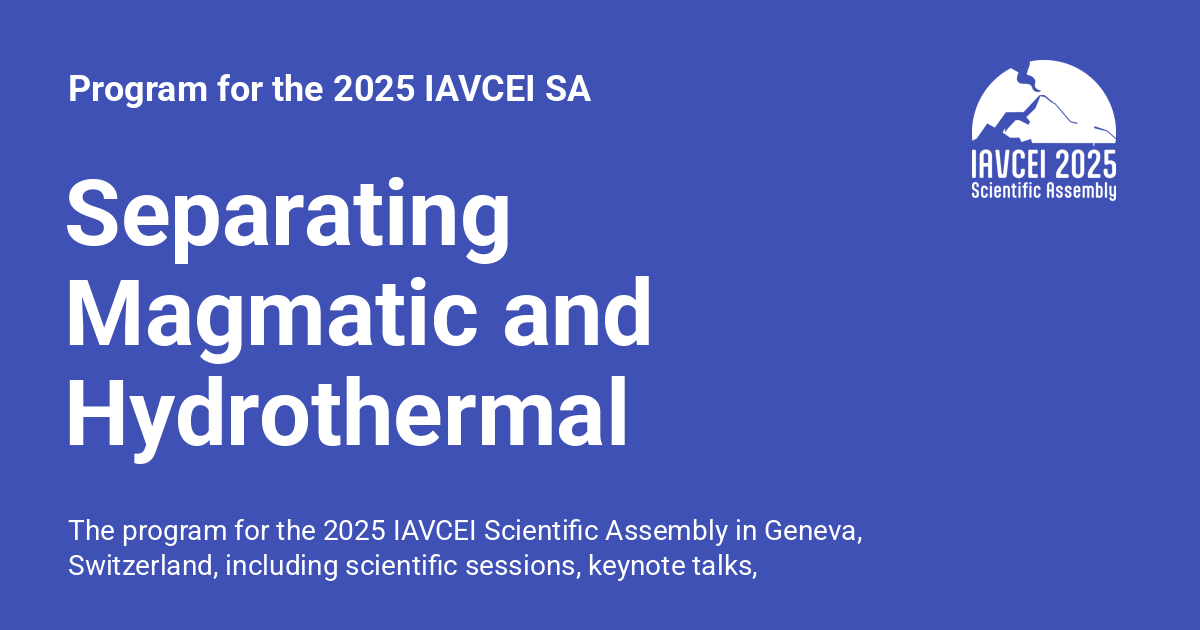 Program for the 2025 IAVCEI SA
IAVCEI 2025
Scientific Assembly
Separating
Magmatic and
Hydrothermal
The program for the 2025 IAVCEI Scientific Assembly in Geneva,
Switzerland, including scientific sessions, keynote talks,